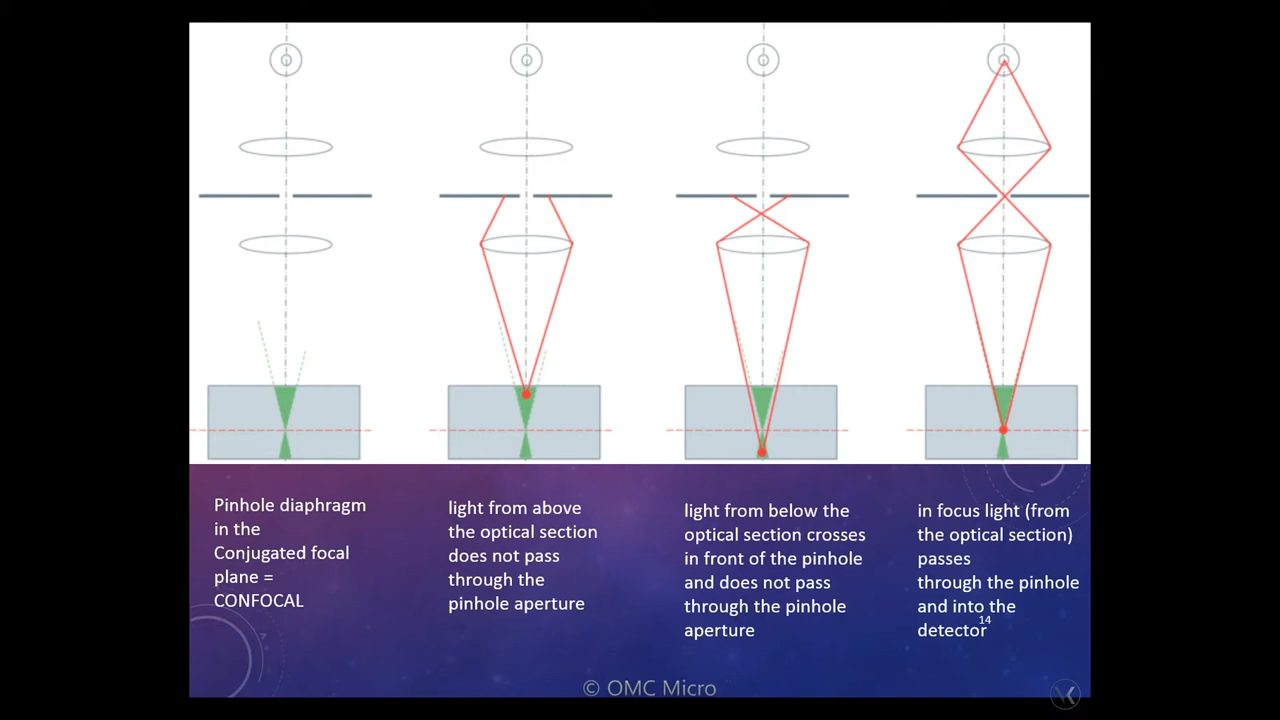 Pinhole diaphragm
in the
Conjugated focal
plane =
CONFOCAL
light from above
the optical section
does not pass
through the
pinhole aperture
light from below the
optical section crosses
in front of the pinhole
and does not pass
through the pinhole
aperture
in focus light (from
the optical section)
passes
through the pinhole
and into the
detector
14
© OMC Micro